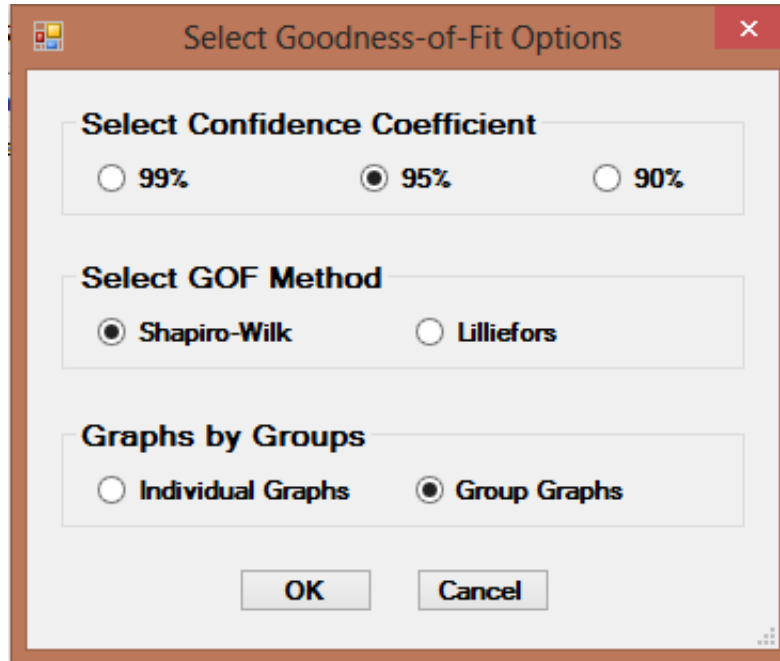 Select Goodness-of-Fit Options
Select Confidence Coefficient
99% 95% 90%
Select GOF Method
Shapiro-Wilk Lilliefors
Graphs by Groups
Individual Graphs Group Graphs
OK Cancel